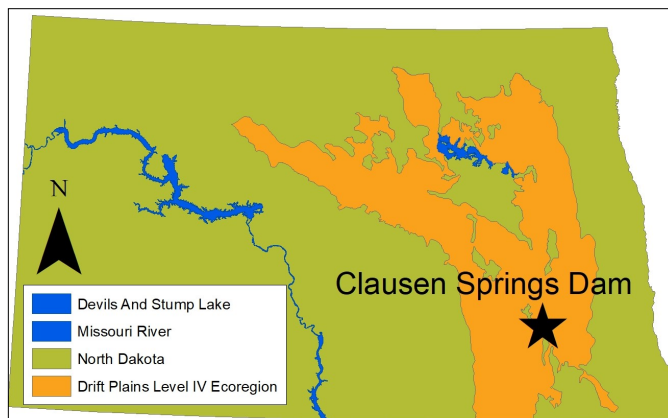 N
Clausen Springs Dam
Devils And Stump Lake
Missouri River
North Dakota
Drift Plains Level IV Ecoregion